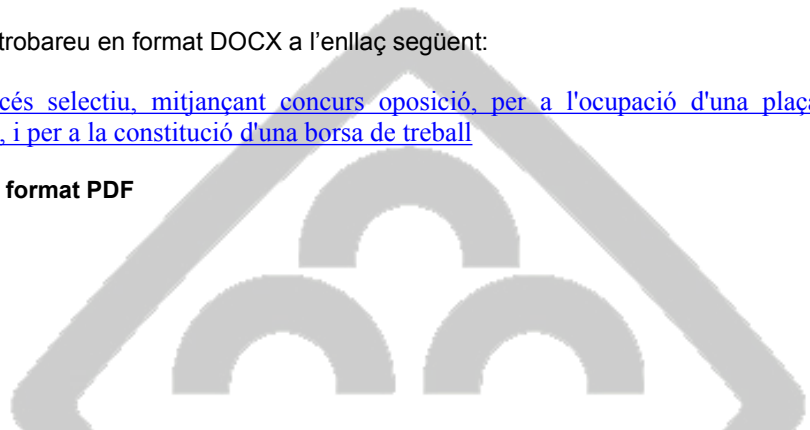 trobareu en format DOCX a l’enllaç següent:
cés selectiu, mitjançant concurs oposició, per a l'ocupació d'una plaça
, i per a la constitució d'una borsa de treball
format PDF